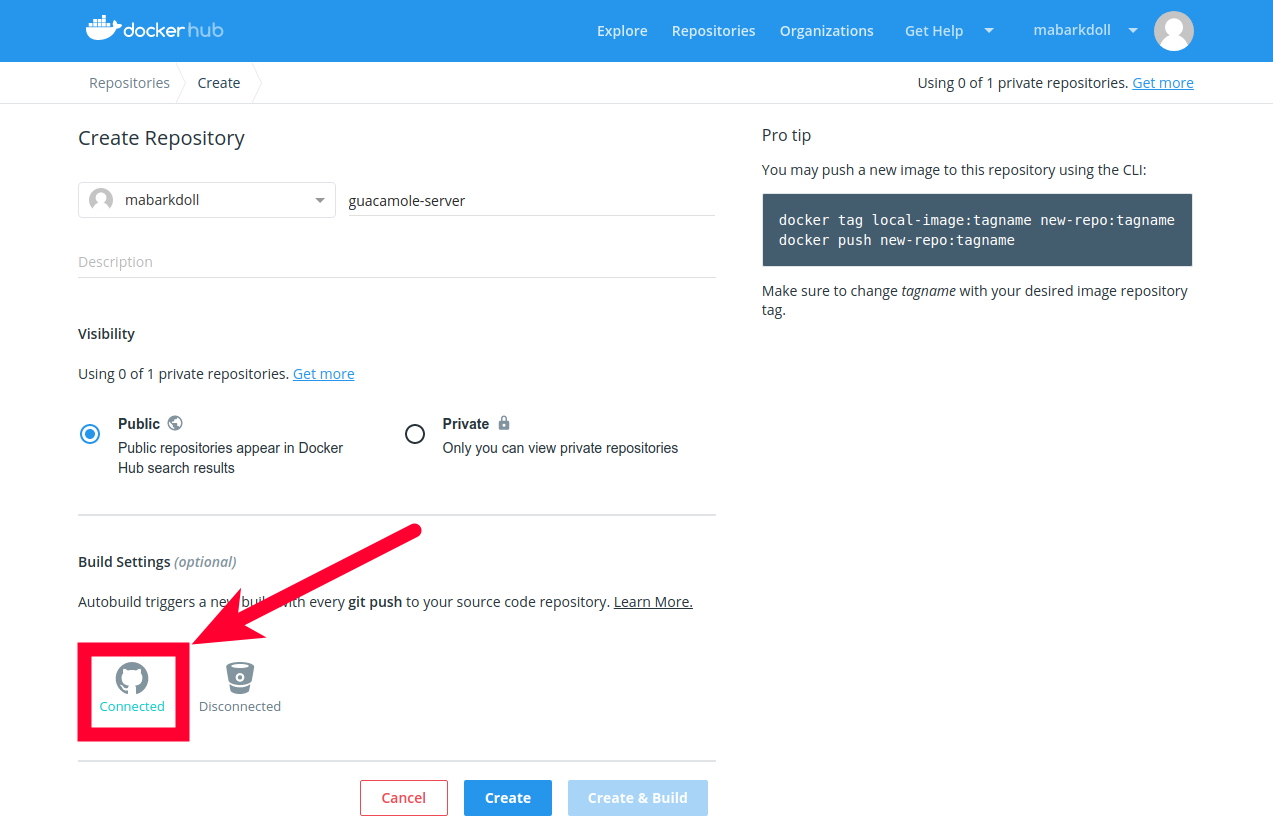 docker hub
Explore Repositories Organizations Get Help mabarkdoll
Repositories Create
Using 0 of 1 private repositories. Get more
Create Repository
mabarkdoll guacamole-server
Description
Visibility
Using 0 of 1 private repositories. Get more
Public
Public repositories appear in Docker
Hub search results
Private
Only you can view private repositories
Build Settings (optional)
Autobuild triggers a new build with every git push to your source code repository. Learn More.
Connected Disconnected
Cancel Create Create & Build
Pro tip
You may push a new image to this repository using the CLI:
docker tag local-image:tagname new-repo:tagname
docker push new-repo:tagname
Make sure to change tagname with your desired image repository
tag.